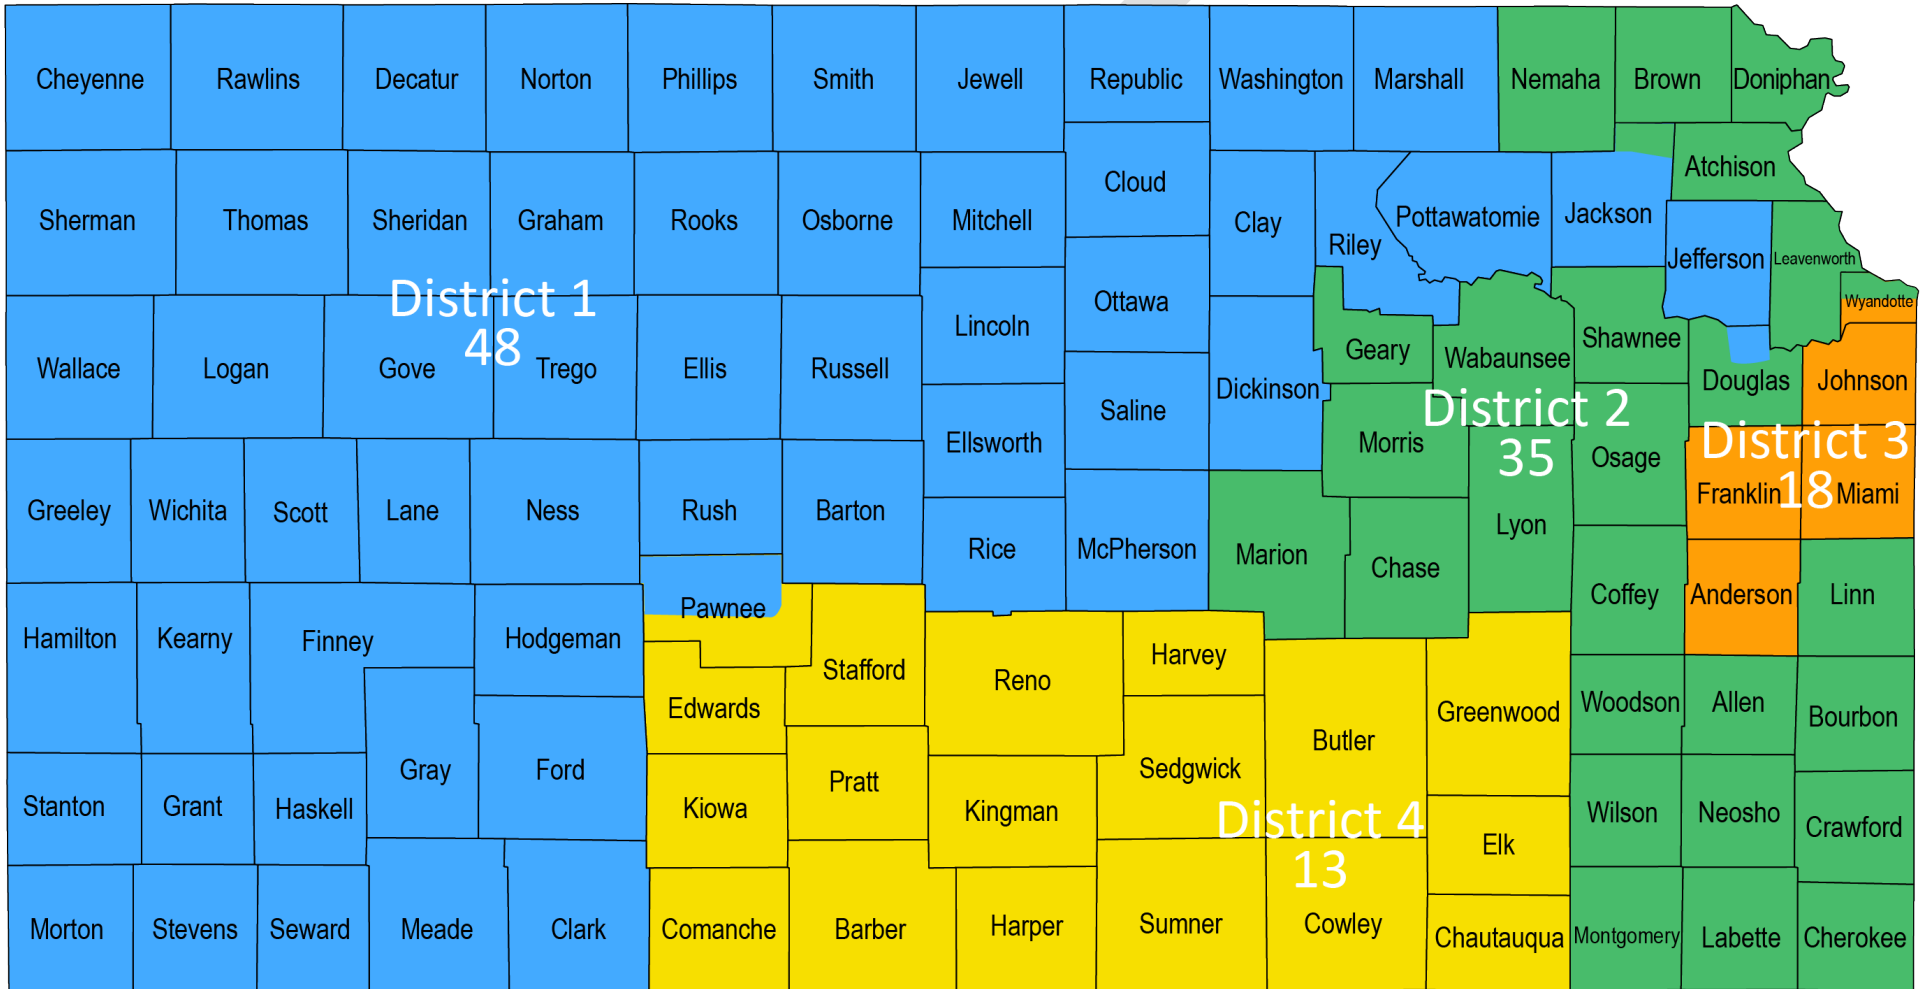 Cheyenne
Rawlins
Decatur
Norton
Phillips
Smith
Jewell
Republic
Washington
Marshall
Nemaha
Brown
Doniphan
Cloud
Atchison
Sherman
Thomas
Sheridan
Graham
Rooks
Osborne
Mitchell
Clay
Riley
Pottawatomie
Jackson
Jefferson
Leavenworth
Wyandotte
District 1
48
Ottawa
Lincoln
Wallace
Logan
Gove
Trego
Ellis
Russell
Saline
Dickinson
Geary
Wabaunsee
Shawnee
Douglas
Johnson
District 2
35
District 3
18
Ellsworth
Morris
Osage
Franklin
Miami
Greeley
Wichita
Scott
Lane
Ness
Rush
Barton
Rice
McPherson
Marion
Chase
Lyon
Coffey
Anderson
Linn
Pawnee
Hamilton
Kearny
Finney
Hodgeman
Stafford
Reno
Harvey
Edwards
Butler
Greenwood
Woodson
Allen
Bourbon
Gray
Ford
Pratt
Sedgwick
Stanton
Grant
Haskell
Kiowa
Kingman
District 4
13
Elk
Wilson
Neosho
Crawford
Morton
Stevens
Seward
Meade
Clark
Comanche
Barber
Harper
Sumner
Cowley
Chautauqua
Montgomery
Labette
Cherokee